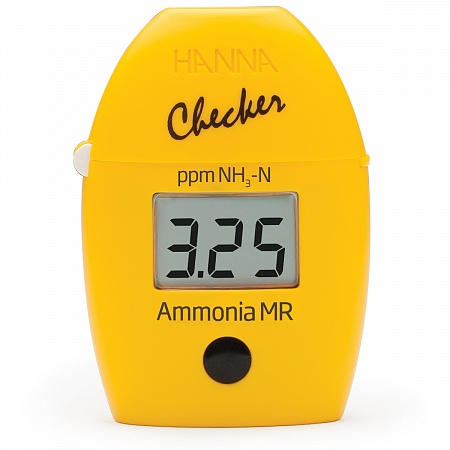 HANNA
Checker
ppm NH₃-N
3.25
Ammonia MR